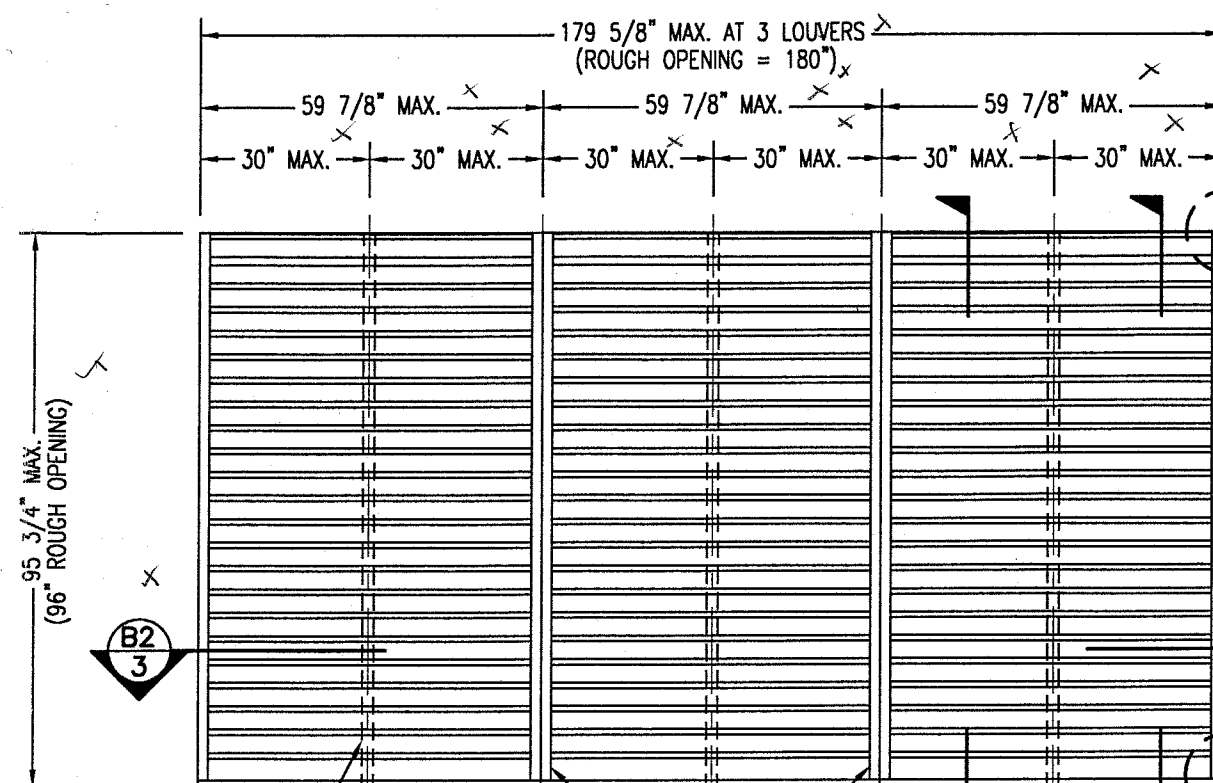 179 5/8" MAX. AT 3 LOUVERS
(ROUGH OPENING = 180")
59 7/8" MAX.
59 7/8" MAX.
59 7/8" MAX.
30" MAX.
30" MAX.
30" MAX.
30" MAX.
30" MAX.
30" MAX.
95 3/4" MAX.
(96" ROUGH OPENING)
B2
3